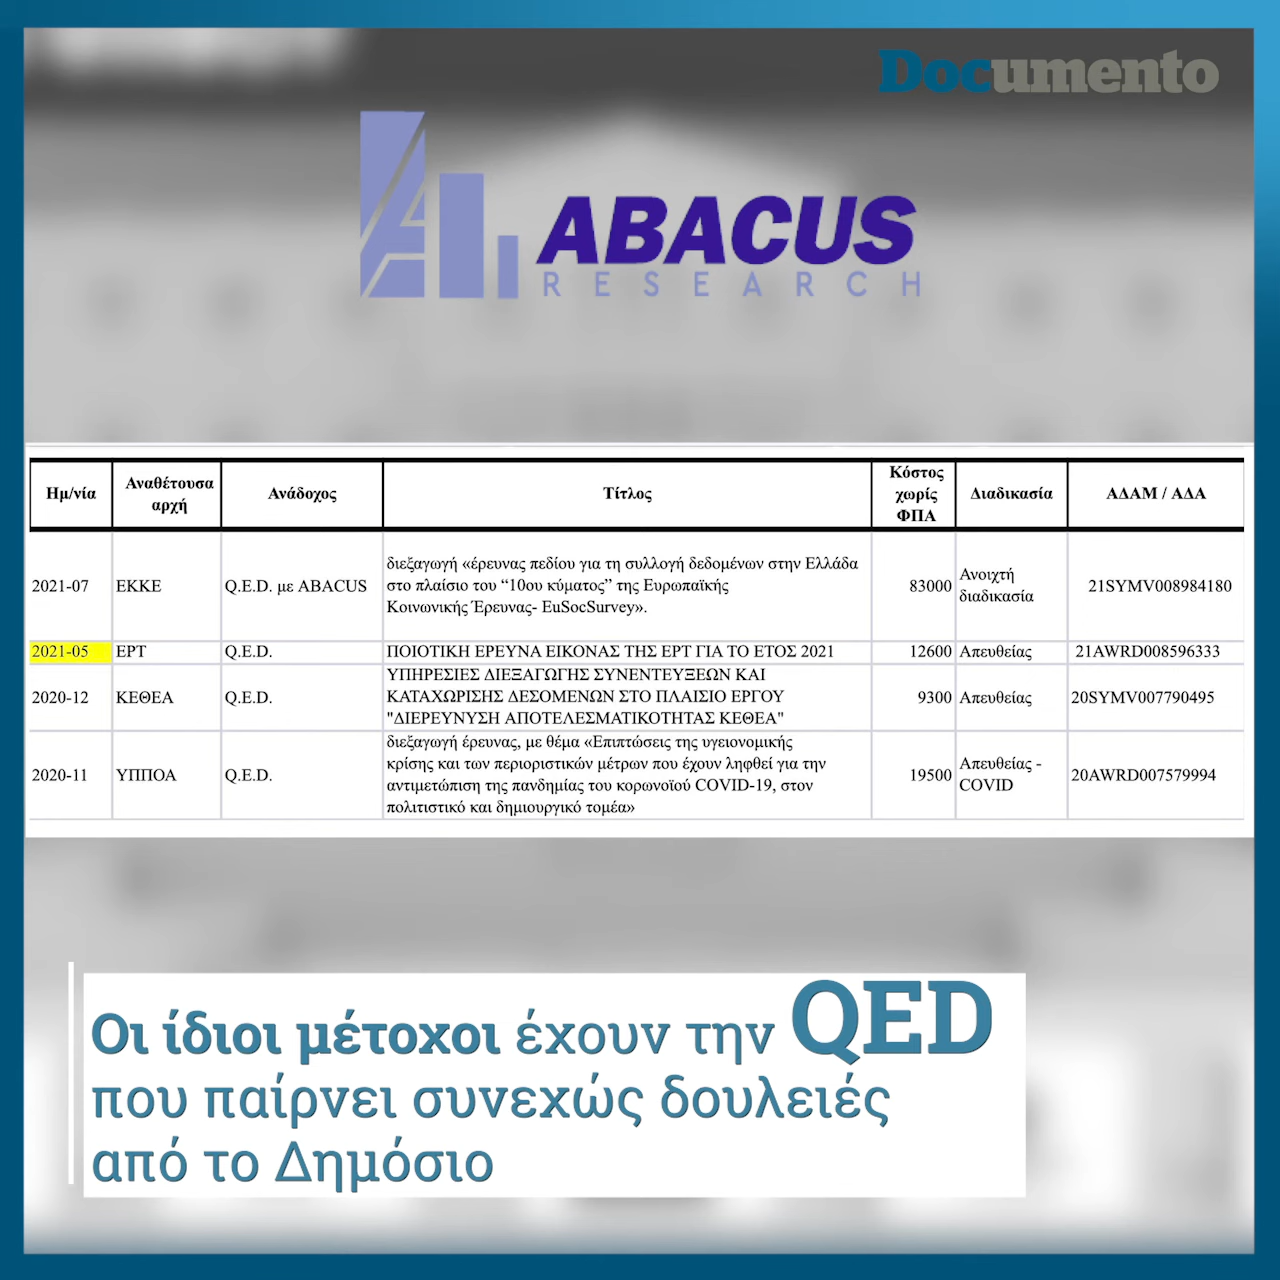 Documento
ABACUS
RESEARCH
Ημ/νία
Αναθέτουσα
αρχή
Ανάδοχος
Τίτλος
Κόστος
χωρίς
ΦΠΑ
Διαδικασία
ΑΔΑΜ / ΑΔΑ
2021-07
ΕΚΚΕ
Q.E.D. με ABACUS
διεξαγωγή «έρευνας πεδίου για τη συλλογή δεδομένων στην Ελλάδα
στο πλαίσιο του “10ου κύματος” της Ευρωπαϊκής
Κοινωνικής Έρευνας- EuSocSurvey».
83000
Ανοιχτή
διαδικασία
21SYMV008984180
2021-05
ΕΡΤ
Q.E.D.
ΠΟΙΟΤΙΚΗ ΕΡΕΥΝΑ ΕΙΚΟΝΑΣ ΤΗΣ ΕΡΤ ΓΙΑ ΤΟ ΕΤΟΣ 2021
12600
Απευθείας
21AWRD008596333
2020-12
ΚΕΘΕΑ
Q.E.D.
ΥΠΗΡΕΣΙΕΣ ΔΙΕΞΑΓΩΓΗΣ ΣΥΝΕΝΤΕΥΞΕΩΝ ΚΑΙ
ΚΑΤΑΧΩΡΙΣΗΣ ΔΕΣΟΜΕΝΩΝ ΣΤΟ ΠΛΑΙΣΙΟ ΕΡΓΟΥ
"ΔΙΕΡΕΥΝΥΣΗ ΑΠΟΤΕΛΕΣΜΑΤΙΚΟΤΗΤΑΣ ΚΕΘΕΑ"
9300
Απευθείας
20SYMV007790495
2020-11
ΥΠΠΟΑ
Q.E.D.
διεξαγωγή έρευνας, με θέμα «Επιπτώσεις της υγειονομικής
κρίσης και των περιοριστικών μέτρων που έχουν ληφθεί για την
αντιμετώπιση της πανδημίας του κορωνοϊού COVID-19, στον
πολιτιστικό και δημιουργικό τομέα»
19500
Απευθείας -
COVID
20AWRD007579994
Οι ίδιοι μέτοχοι έχουν την QED
που παίρνει συνεχώς δουλειές
από το Δημόσιο